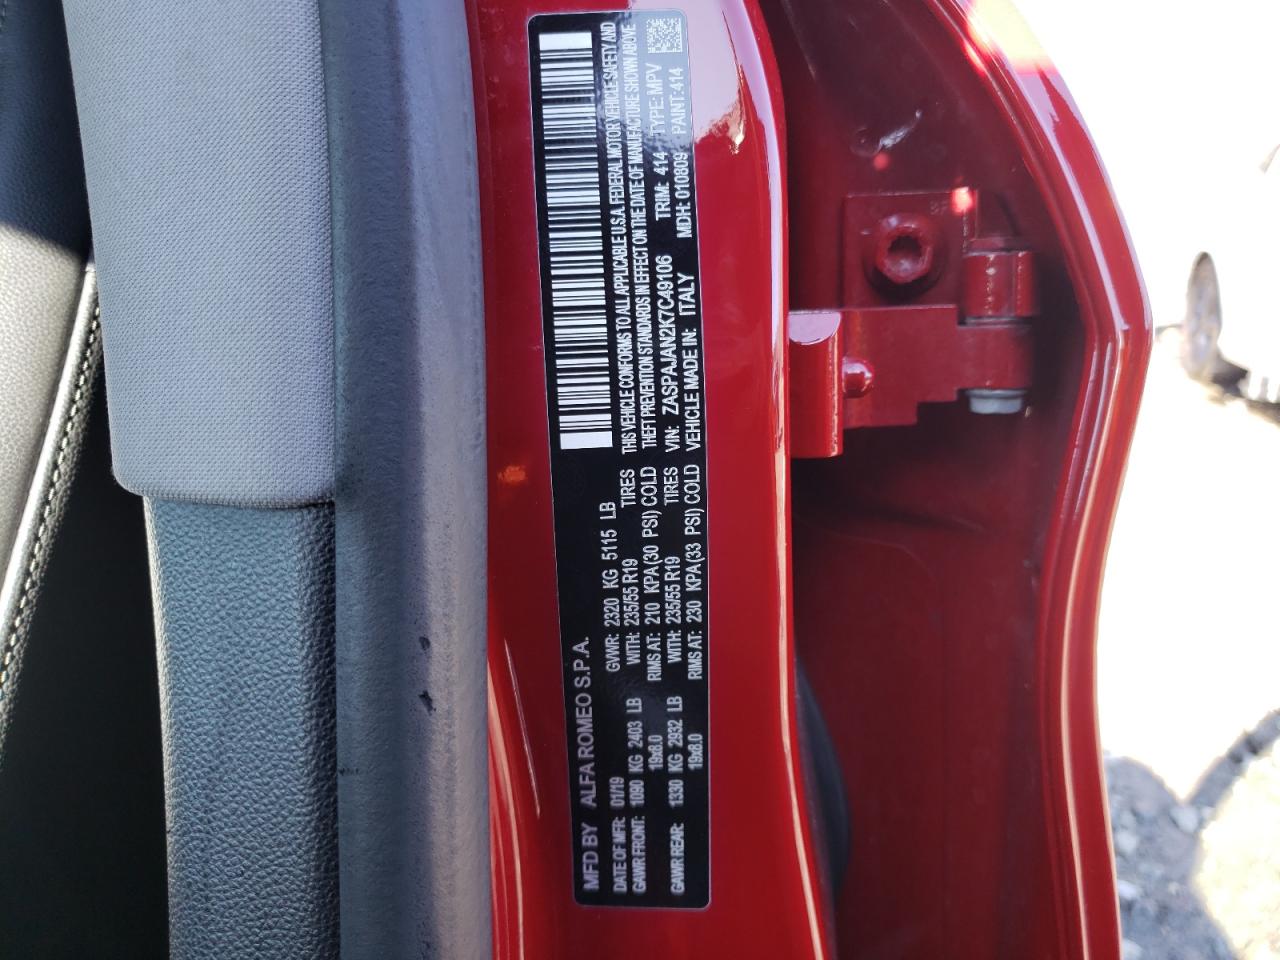 MFD BY ALFA ROMEO S.P.A.
DATE OF MFR: 01/19 GVWR: 2320 KG 5115 LB
GAWR FRONT: 1090 KG 2403 LB WITH: 235/55 R19 TIRES
19x8.0 RIMS AT: 210 KPA(30 PSI) COLD
GAWR REAR: 1330 KG 2932 LB WITH: 235/55 R19 TIRES
19x8.0 RIMS AT: 230 KPA(33 PSI) COLD
THIS VEHICLE CONFORMS TO ALL APPLICABLE U.S.A. FEDERAL MOTOR VEHICLE SAFETY AND
THEFT PREVENTION STANDARDS IN EFFECT ON THE DATE OF MANUFACTURE SHOWN ABOVE
VIN: ZASPAJAN2K7C49106 TRIM: 414 TYPE: MPV
VEHICLE MADE IN: ITALY MDH: 010809 PAINT: 414